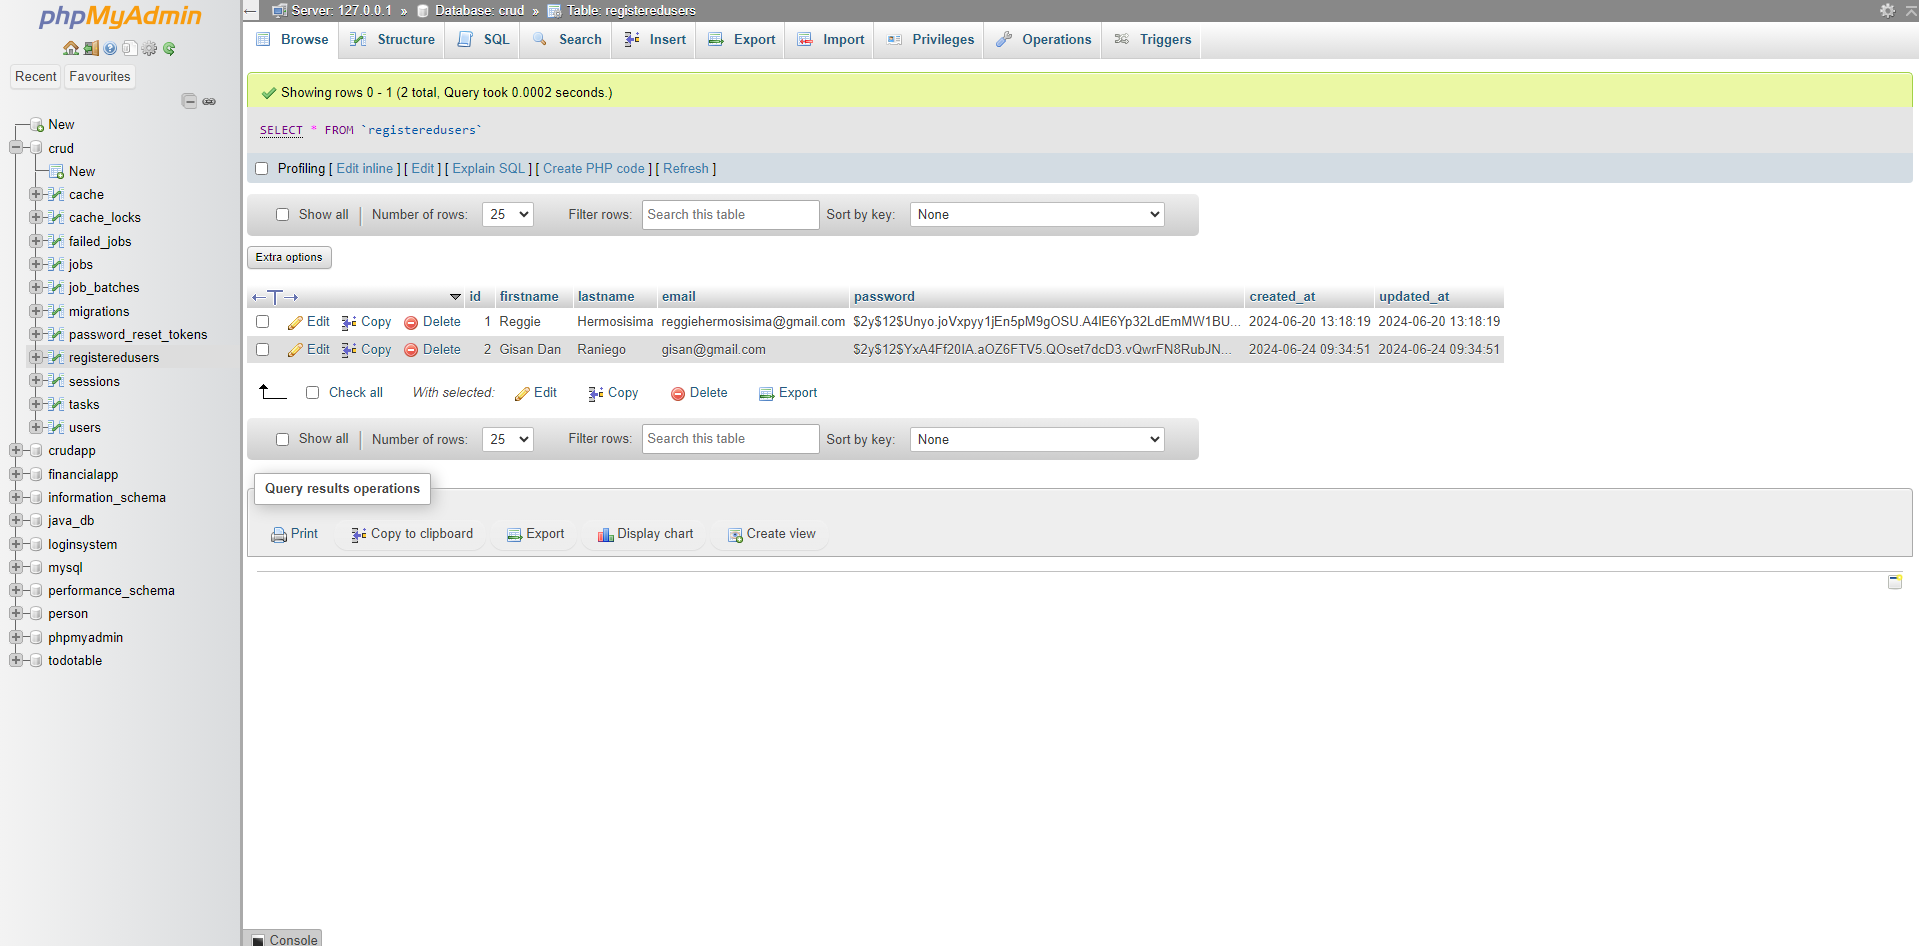 phpMyAdmin
Recent Favourites
New
crud
New
cache
cache_locks
failed_jobs
jobs
job_batches
migrations
password_reset_tokens
registeredusers
sessions
tasks
users
crudapp
financialapp
information_schema
java_db
loginsystem
mysql
performance_schema
person
phpmyadmin
todotable
Server: 127.0.0.1 » Database: crud » Table: registeredusers
Browse Structure SQL Search Insert Export Import Privileges Operations Triggers
Showing rows 0 - 1 (2 total, Query took 0.0002 seconds.)
SELECT * FROM `registeredusers`
Profiling [ Edit inline ] [ Edit ] [ Explain SQL ] [ Create PHP code ] [ Refresh ]
Show all | Number of rows: 25 Filter rows: Search this table Sort by key: None
Extra options
←T→ id firstname lastname email password created_at updated_at
Edit Copy Delete 1 Reggie Hermosisima reggiehermosisima@gmail.com $2y$12$Unyo.joVxpyy1jEn5pM9gOSU.A4lE6Yp32LdEmMW1BU... 2024-06-20 13:18:19 2024-06-20 13:18:19
Edit Copy Delete 2 Gisan Dan Raniego gisan@gmail.com $2y$12$YxA4Ff20IA.aOZ6FTV5.QOset7dcD3.vQwrFN8RubJN... 2024-06-24 09:34:51 2024-06-24 09:34:51
Check all With selected: Edit Copy Delete Export
Show all | Number of rows: 25 Filter rows: Search this table Sort by key: None
Query results operations
Print Copy to clipboard Export Display chart Create view
Console